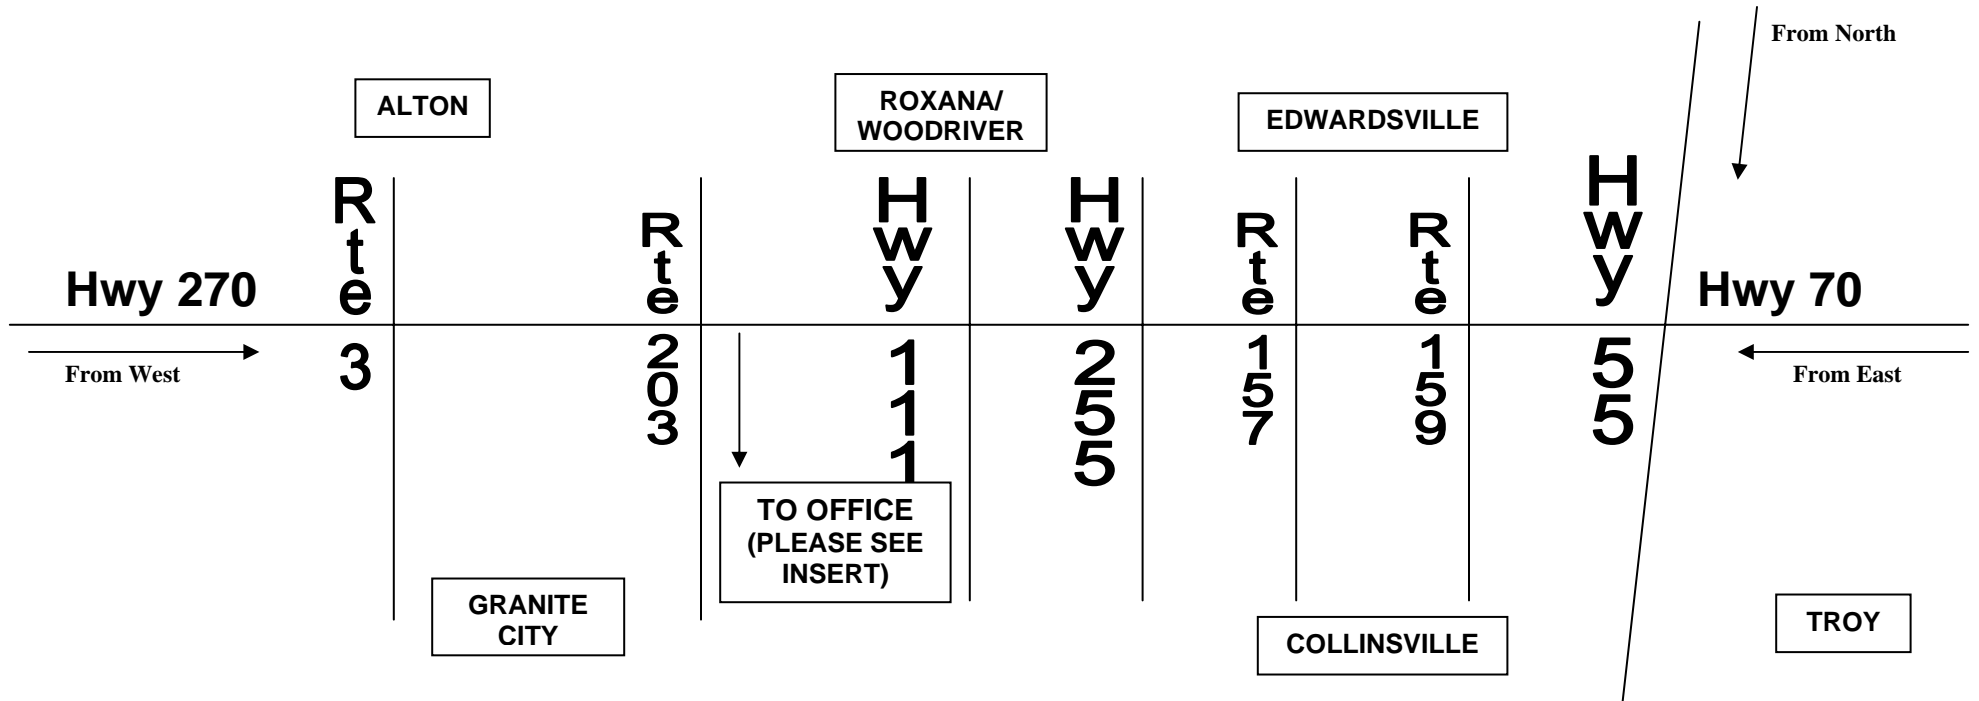 From North
ALTON
ROXANA/
WOODRIVER
EDWARDSVILLE
Hwy 270
Rte 3
Rte 203
Hwy 111
Hwy 255
Rte 157
Rte 159
Hwy 55
Hwy 70
From West
From East
TO OFFICE
(PLEASE SEE
INSERT)
GRANITE
CITY
COLLINSVILLE
TROY